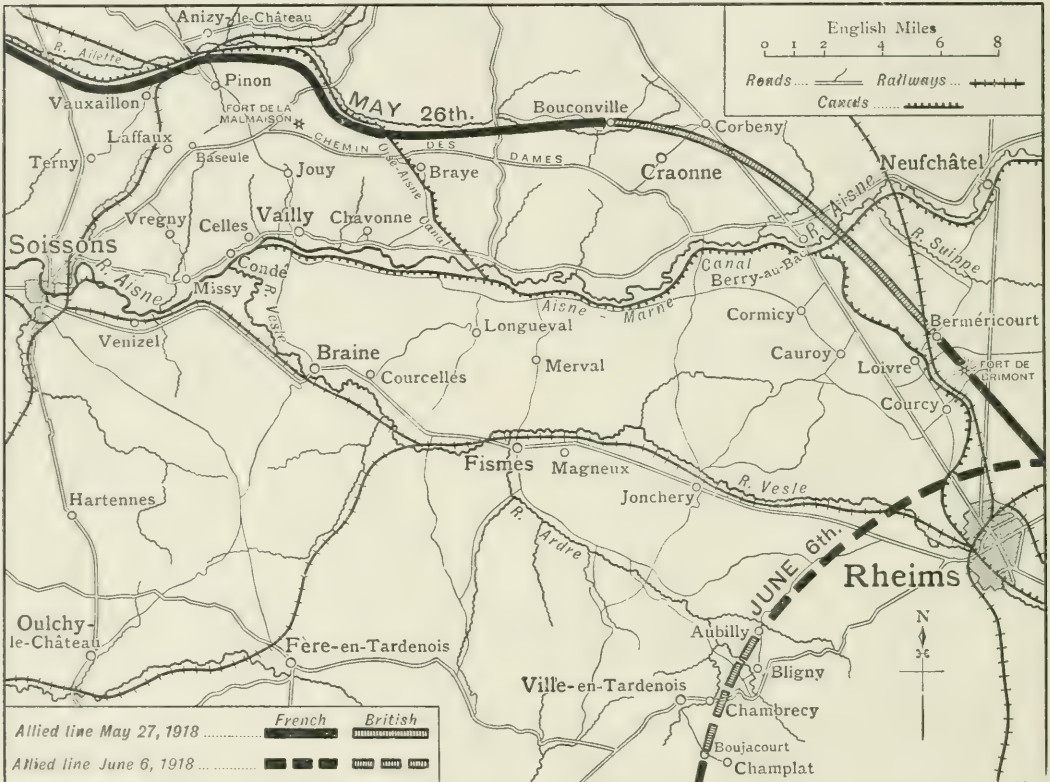 Anizy-le-Château
English Miles
0 1 2 4 6 8
Roads Railways
Canals
R. Ailette
Pinon
Vauxaillon
FORT DE LA
MALMAISON
MAY 26th.
Bouconville
Corbeny
Laffaux
Terny
Baseule
CHEMIN DES DAMES
Oise-Aisne Canal
Jouy
Braye
Craonne
Neufchâtel
R. Aisne
R. Suippe
Vregny
Celles
Vailly
Chavonne
Soissons
R. Aisne
Condé
Missy
R. Vesle
Canal
Berry-au-Bac
Aisne - Marne
Venizel
Longueval
Cormicy
Berméricourt
Braine
Courcelles
Merval
Cauroy
Loivre
FORT DE
BRIMONT
Courcy
Fismes
Magneux
Jonchery
R. Vesle
Hartennes
R. Ardre
JUNE 6th.
Rheims
N
Oulchy-
le-Château
Fère-en-Tardenois
Aubilly
Bligny
Ville-en-Tardenois
Chambrecy
Boujacourt
Champlat
French British
Allied line May 27, 1918
Allied line June 6, 1918